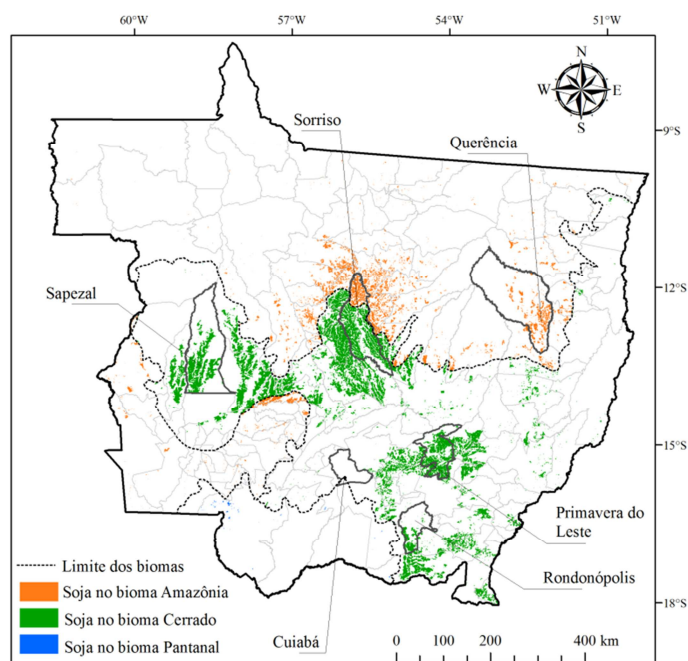 60°W 57°W 54°W 51°W
N
W E
S
Sorriso
Querência
9°S
12°S
Sapezal
15°S
Primavera do
Leste
Rondonópolis
Cuiabá
18°S
Limite dos biomas
Soja no bioma Amazônia
Soja no bioma Cerrado
Soja no bioma Pantanal
0 100 200 400 km